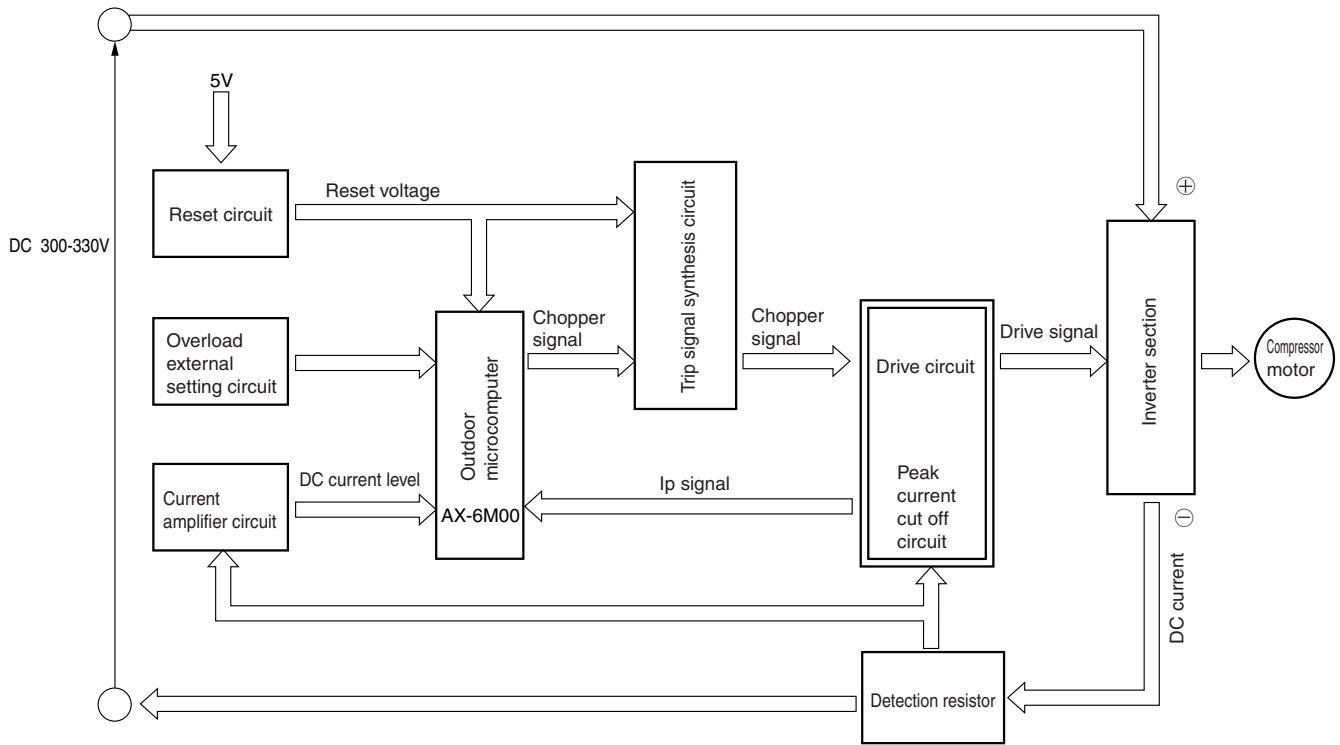 5V
Reset circuit
Reset voltage
DC 300-330V
Trip signal synthesis circuit
⊕
Overload
external
setting circuit
Outdoor
microcomputer
AX-6M00
Chopper
signal
Chopper
signal
Drive circuit
Peak
current
cut off
circuit
Drive signal
Inverter section
Compressor
motor
Current
amplifier circuit
DC current level
Ip signal
⊖
DC current
Detection resistor